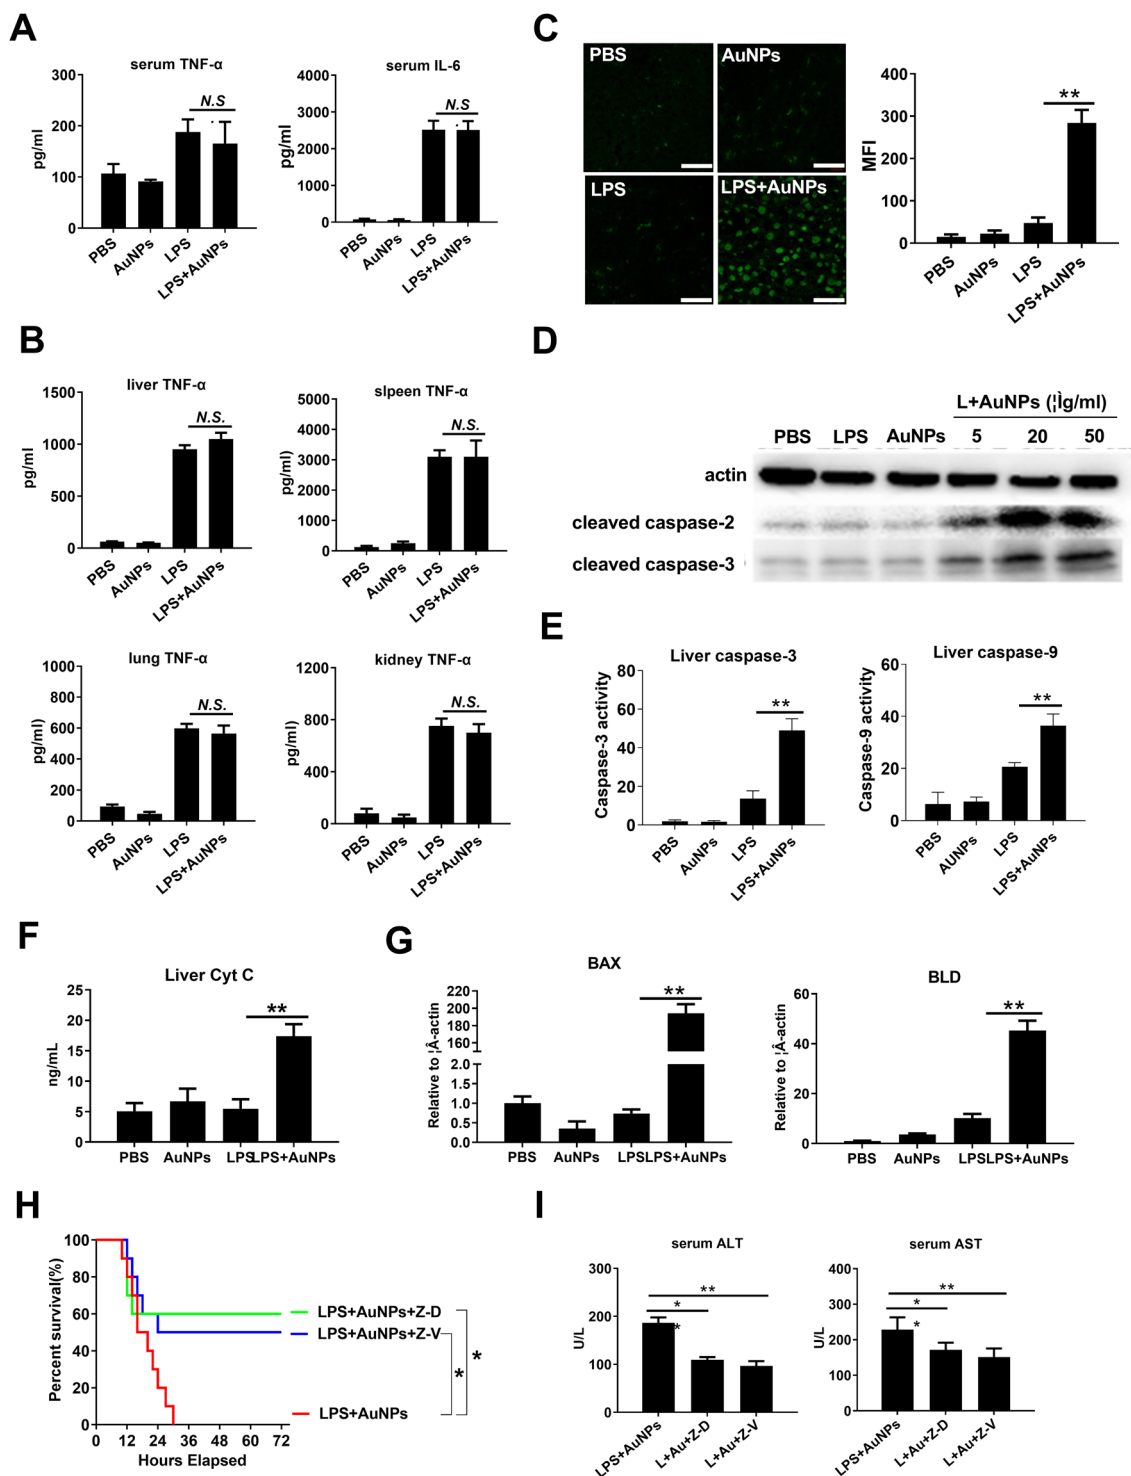 A
serum TNF-α
pg/ml
300
200
100
0
N.S
PBS
AuNPs
LPS
LPS+AuNPs
serum IL-6
pg/ml
4000
3000
2000
1000
0
N.S
PBS
AuNPs
LPS
LPS+AuNPs
B
liver TNF-α
pg/ml
1500
1000
500
0
N.S.
PBS
AuNPs
LPS
LPS+AuNPs
slpeen TNF-α
pg/ml)
5000
4000
3000
2000
1000
0
N.S.
PBS
AuNPs
LPS
LPS+AuNPs
lung TNF-α
pg/ml)
1000
800
600
400
200
0
N.S.
PBS
AuNPs
LPS
LPS+AuNPs
kidney TNF-α
pg/ml)
1200
800
400
0
N.S.
PBS
AuNPs
LPS
LPS+AuNPs
C
PBS
AuNPs
LPS
LPS+AuNPs
MFI
400
300
200
100
0
**
PBS
AuNPs
LPS
LPS+AuNPs
D
L+AuNPs (¦Ìg/ml)
PBS LPS AuNPs 5 20 50
actin
cleaved caspase-2
cleaved caspase-3
E
Liver caspase-3
Caspase-3 activity
80
60
40
20
0
**
PBS
AuNPs
LPS
LPS+AuNPs
Liver caspase-9
Caspase-9 activity
60
40
20
0
**
PBS
AUNPs
LPS
LPS+AuNPs
F
Liver Cyt C
ng/mL
25
20
15
10
5
0
**
PBS AuNPs LPSLPS+AuNPs
G
BAX
Relative to ¦Â-actin
220
200
180
160
2.0
1.5
1.0
0.5
0.0
**
PBS AuNPs LPSLPS+AuNPs
BLD
Relative to ¦Â-actin
60
40
20
0
**
PBS AuNPs LPSLPS+AuNPs
H
Percent survival(%)
100
80
60
40
20
0
0 12 24 36 48 60 72
Hours Elapsed
LPS+AuNPs+Z-D
LPS+AuNPs+Z-V
LPS+AuNPs
*
*
I
serum ALT
U/L
300
200
100
0
**
*
*
LPS+AuNPs
L+Au+Z-D
L+Au+Z-V
serum AST
U/L
400
300
200
100
0
**
*
*
LPS+AuNPs
L+Au+Z-D
L+Au+Z-V